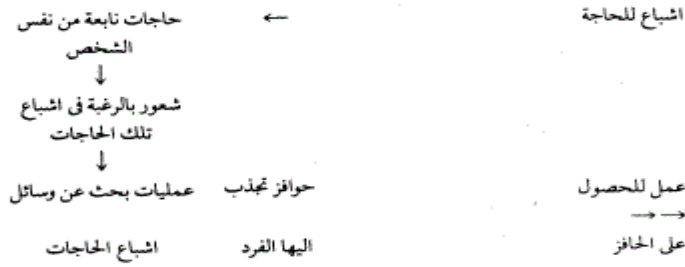 اشباع للحاجة ← حاجات نابعة من نفس
الشخص
↓
شعور بالرغبة فى اشباع
تلك الحاجات
↓
عمل للحصول حوافز تجذب عمليات بحث عن وسائل
→ →
على الحافز اليها الفرد اشباع الحاجات